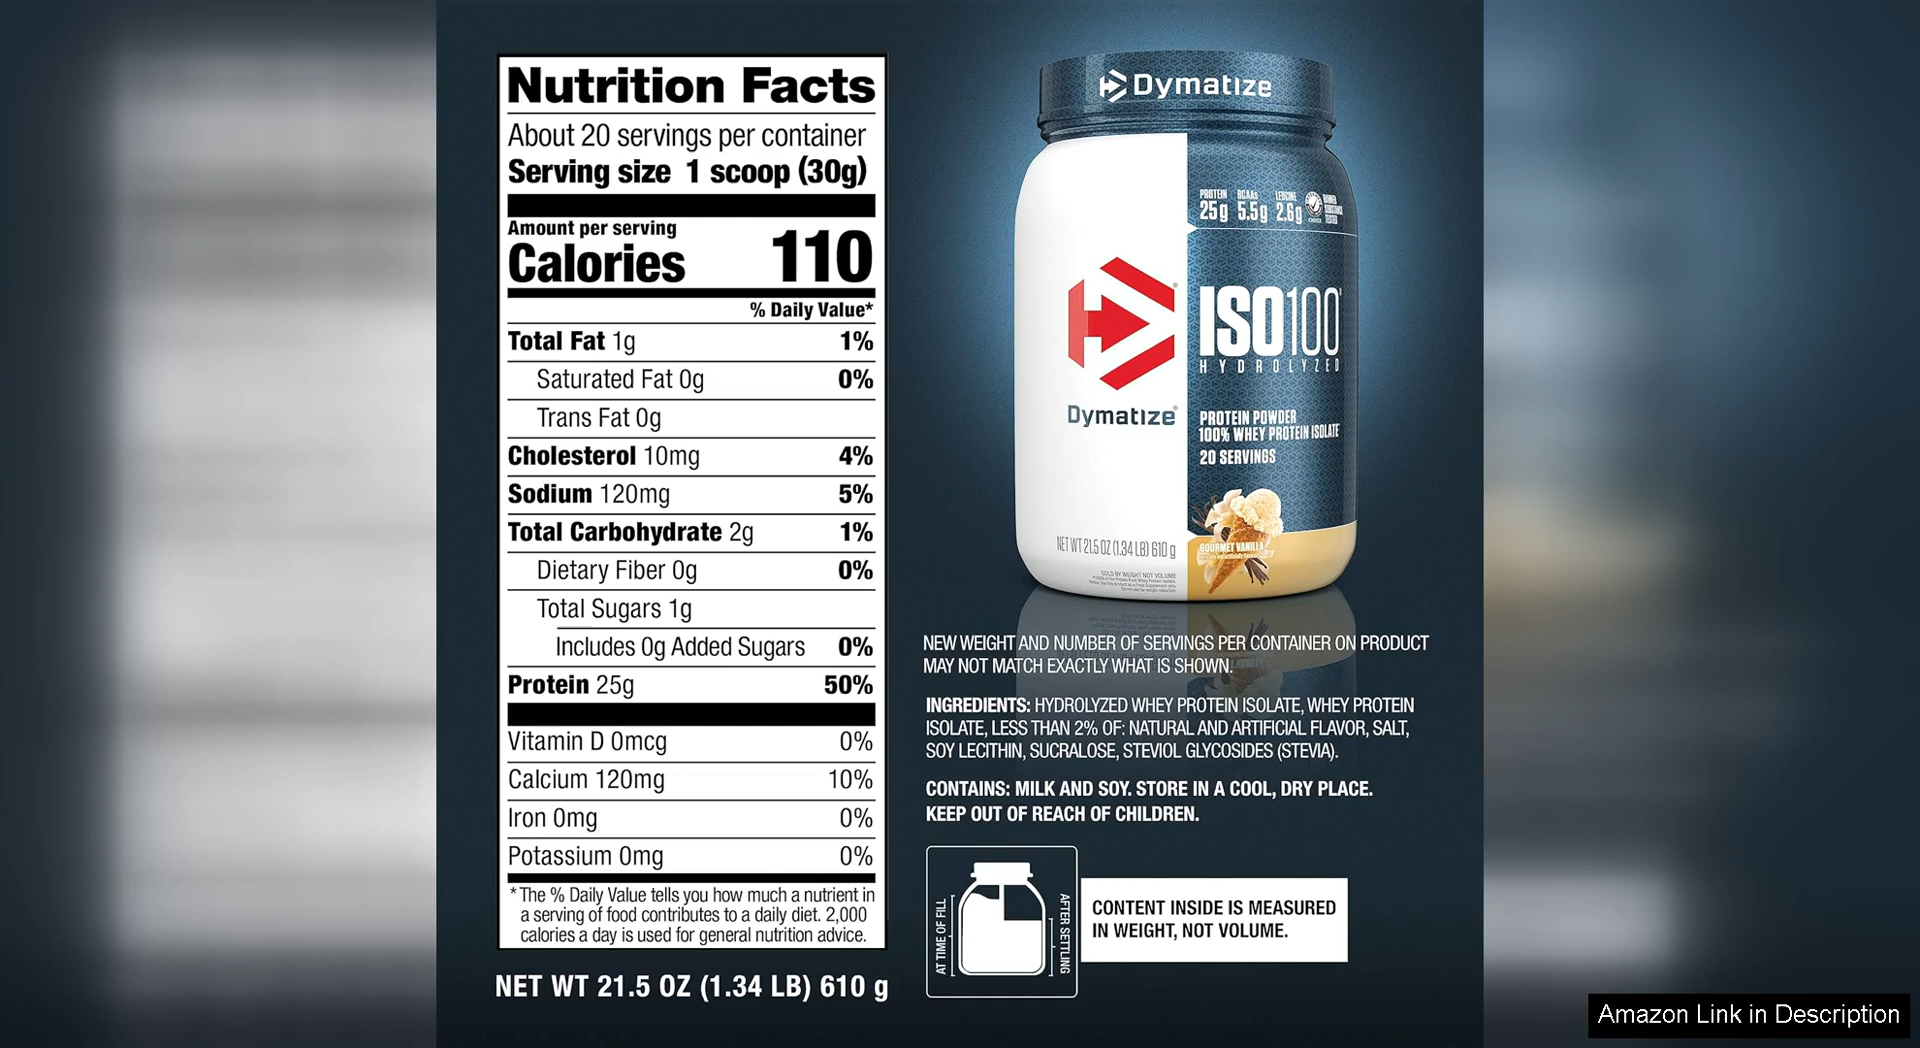 Nutrition Facts
About 20 servings per container
Serving size 1 scoop (30g)
Amount per serving
Calories 110
% Daily Value*
Total Fat 1g 1%
Saturated Fat 0g 0%
Trans Fat 0g
Cholesterol 10mg 4%
Sodium 120mg 5%
Total Carbohydrate 2g 1%
Dietary Fiber 0g 0%
Total Sugars 1g
Includes 0g Added Sugars 0%
Protein 25g 50%
Vitamin D 0mcg 0%
Calcium 120mg 10%
Iron 0mg 0%
Potassium 0mg 0%
*The % Daily Value tells you how much a nutrient in
a serving of food contributes to a daily diet. 2,000
calories a day is used for general nutrition advice.
NET WT 21.5 OZ (1.34 LB) 610 g
Dymatize
PROTEIN BCAAs LEUCINE
25g 5.5g 2.6g
ISO100
HYDROLYZED
Dymatize
PROTEIN POWDER
100% WHEY PROTEIN ISOLATE
20 SERVINGS
GOURMET VANILLA
NET WT 21.5 OZ (1.34 LB) 610 g
SOLD BY WEIGHT NOT VOLUME
NEW WEIGHT AND NUMBER OF SERVINGS PER CONTAINER ON PRODUCT
MAY NOT MATCH EXACTLY WHAT IS SHOWN.
INGREDIENTS: HYDROLYZED WHEY PROTEIN ISOLATE, WHEY PROTEIN
ISOLATE, LESS THAN 2% OF: NATURAL AND ARTIFICIAL FLAVOR, SALT,
SOY LECITHIN, SUCRALOSE, STEVIOL GLYCOSIDES (STEVIA).
CONTAINS: MILK AND SOY. STORE IN A COOL, DRY PLACE.
KEEP OUT OF REACH OF CHILDREN.
AT TIME OF FILL
AFTER SETTLING
CONTENT INSIDE IS MEASURED
IN WEIGHT, NOT VOLUME.
Amazon Link in Description